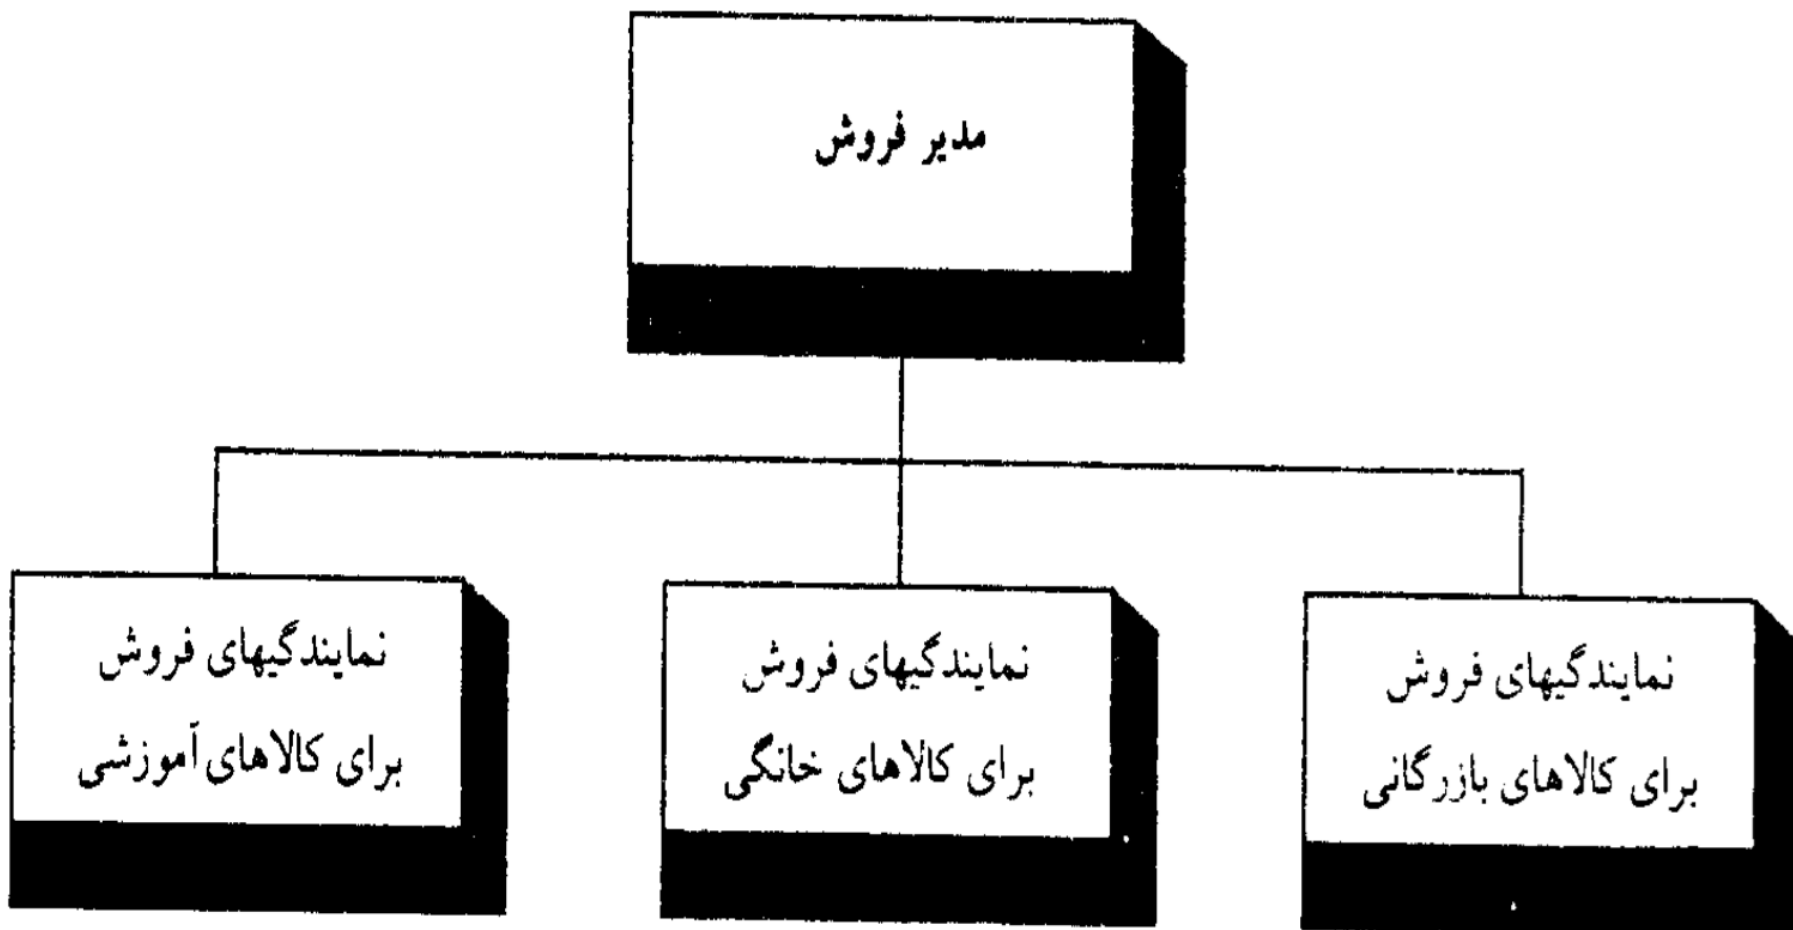 مدیر فروش
نمایندگیهای فروش
برای کالاهای بازرگانی
نمایندگیهای فروش
برای کالاهای خانگی
نمایندگیهای فروش
برای کالاهای آموزشی